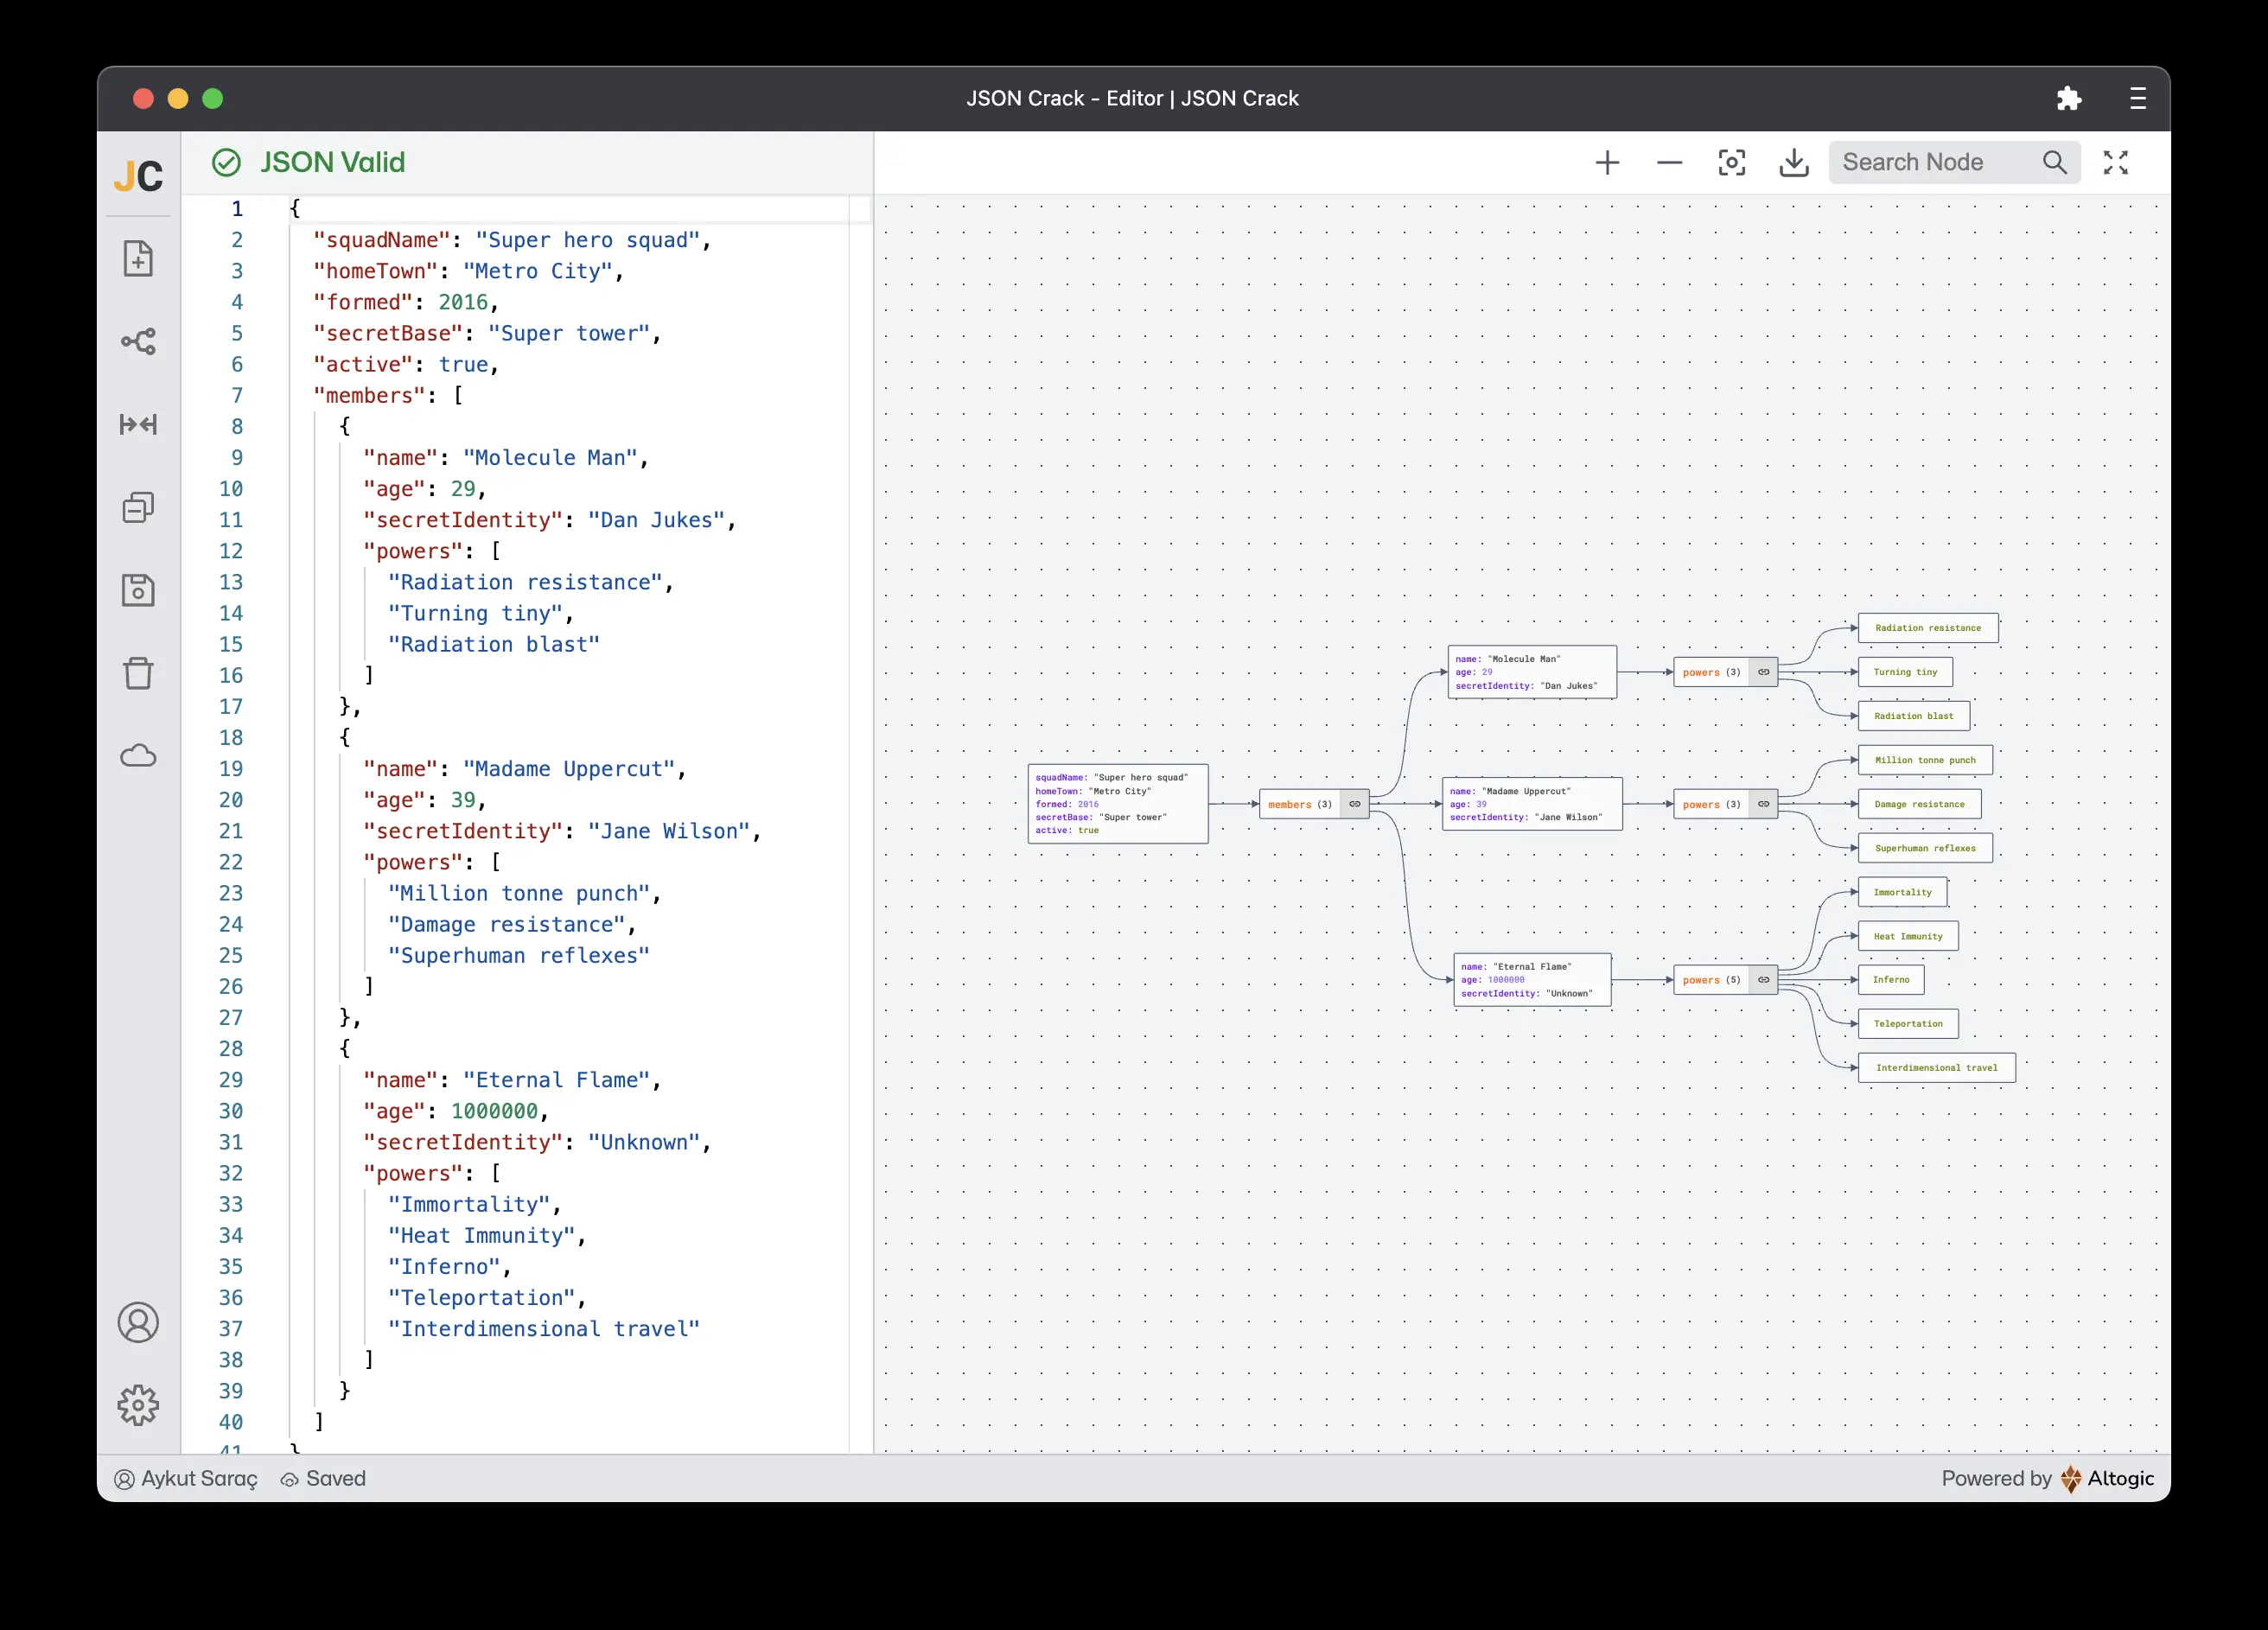 JSON Crack - Editor | JSON Crack
JC
JSON Valid
Search Node
1 {
2 "squadName": "Super hero squad",
3 "homeTown": "Metro City",
4 "formed": 2016,
5 "secretBase": "Super tower",
6 "active": true,
7 "members": [
8 {
9 "name": "Molecule Man",
10 "age": 29,
11 "secretIdentity": "Dan Jukes",
12 "powers": [
13 "Radiation resistance",
14 "Turning tiny",
15 "Radiation blast"
16 ]
17 },
18 {
19 "name": "Madame Uppercut",
20 "age": 39,
21 "secretIdentity": "Jane Wilson",
22 "powers": [
23 "Million tonne punch",
24 "Damage resistance",
25 "Superhuman reflexes"
26 ]
27 },
28 {
29 "name": "Eternal Flame",
30 "age": 1000000,
31 "secretIdentity": "Unknown",
32 "powers": [
33 "Immortality",
34 "Heat Immunity",
35 "Inferno",
36 "Teleportation",
37 "Interdimensional travel"
38 ]
39 }
40 ]
41 }
squadName: "Super hero squad"
homeTown: "Metro City"
formed: 2016
secretBase: "Super tower"
active: true
members (3)
name: "Molecule Man"
age: 29
secretIdentity: "Dan Jukes"
powers (3)
Radiation resistance
Turning tiny
Radiation blast
name: "Madame Uppercut"
age: 39
secretIdentity: "Jane Wilson"
powers (3)
Million tonne punch
Damage resistance
Superhuman reflexes
name: "Eternal Flame"
age: 1000000
secretIdentity: "Unknown"
powers (5)
Immortality
Heat Immunity
Inferno
Teleportation
Interdimensional travel
Aykut Saraç Saved
Powered by Altogic